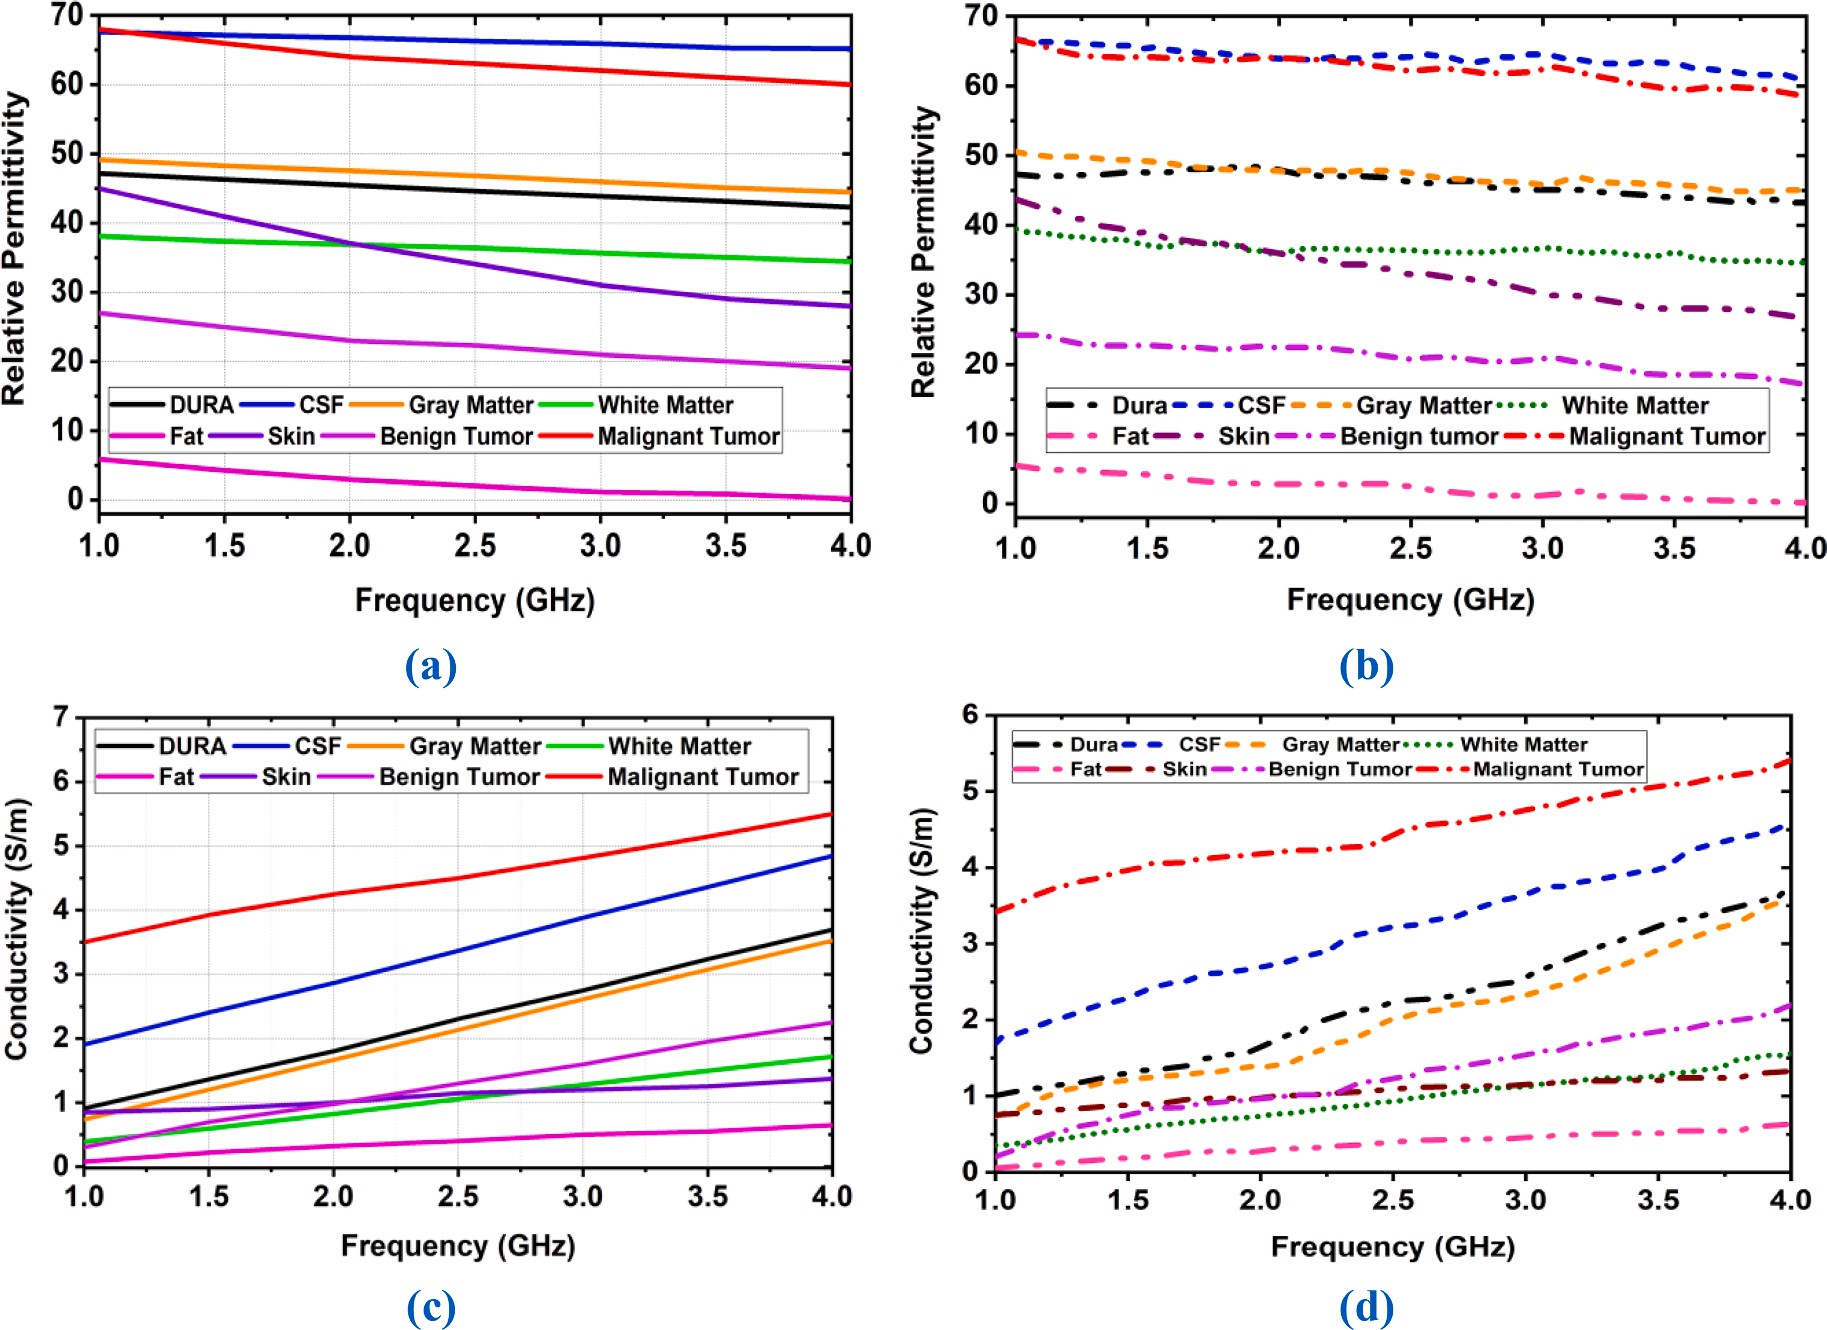 70
60
50
40
30
20
10
0
Relative Permittivity
DURA CSF Gray Matter White Matter
Fat Skin Benign Tumor Malignant Tumor
1.0 1.5 2.0 2.5 3.0 3.5 4.0
Frequency (GHz)
(a)
70
60
50
40
30
20
10
0
Relative Permittivity
Dura CSF Gray Matter White Matter
Fat Skin Benign tumor Malignant Tumor
1.0 1.5 2.0 2.5 3.0 3.5 4.0
Frequency (GHz)
(b)
7
6
5
4
3
2
1
0
Conductivity (S/m)
DURA CSF Gray Matter White Matter
Fat Skin Benign Tumor Malignant Tumor
1.0 1.5 2.0 2.5 3.0 3.5 4.0
Frequency (GHz)
(c)
6
5
4
3
2
1
0
Conductivity (S/m)
Dura CSF Gray Matter White Matter
Fat Skin Benign Tumor Malignant Tumor
1.0 1.5 2.0 2.5 3.0 3.5 4.0
Frequency (GHz)
(d)